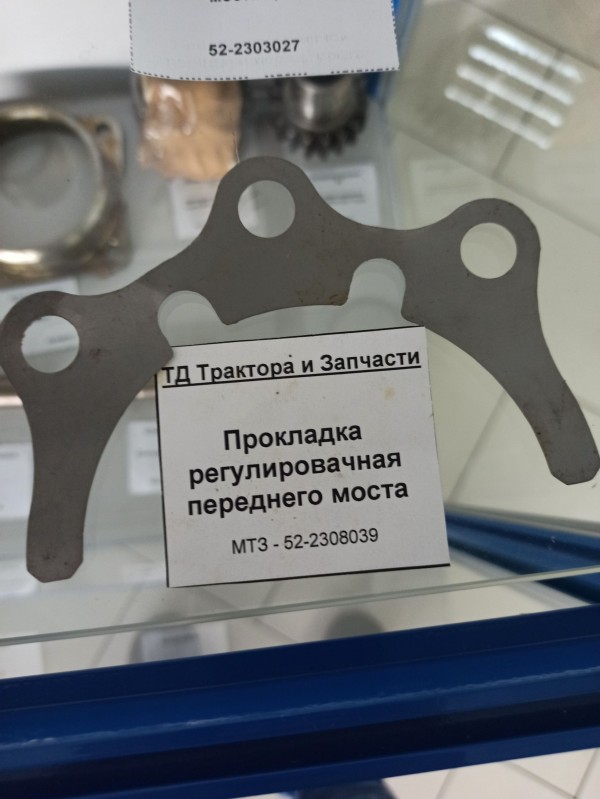 52-2303027
ТД Трактора и Запчасти
Прокладка
регулировачная
переднего моста
МТЗ - 52-2308039